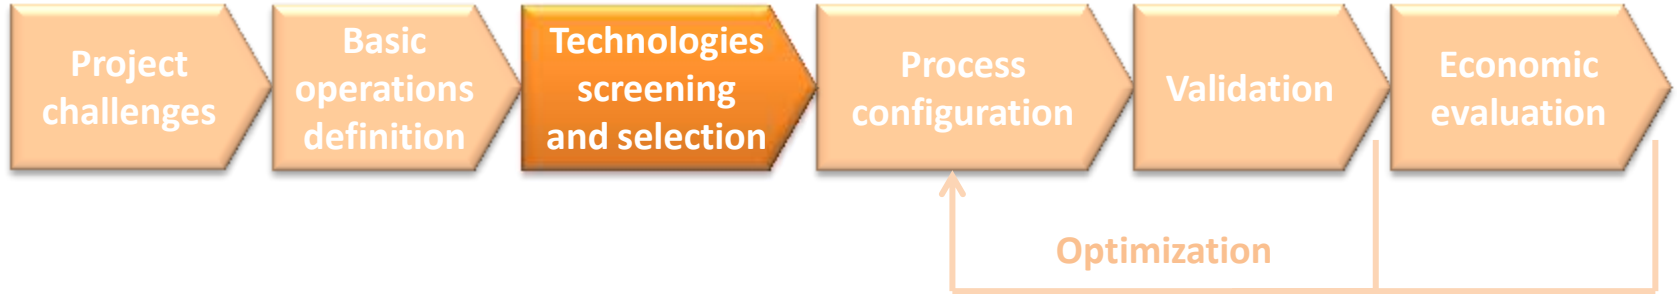 Project
challenges
Basic
operations
definition
Technologies
screening
and selection
Process
configuration
Validation
Economic
evaluation
Optimization